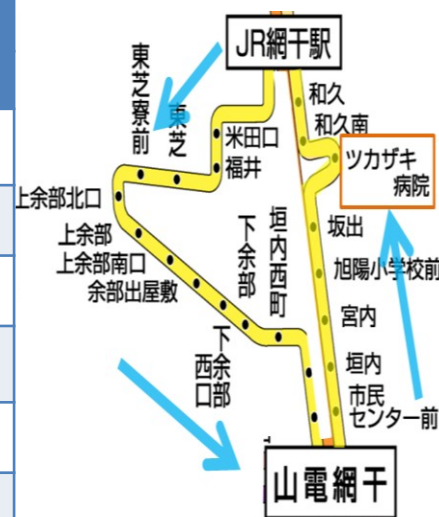 JR網干駅
東芝寮前
東芝
米田口
福井
上余部北口
上余部
上余部南口
余部出屋敷
下余部
西口
下余部
垣内西町
和久
和久南
ツカザキ
病院
坂出
旭陽小学校前
宮内
垣内
市民
センター前
山電網干